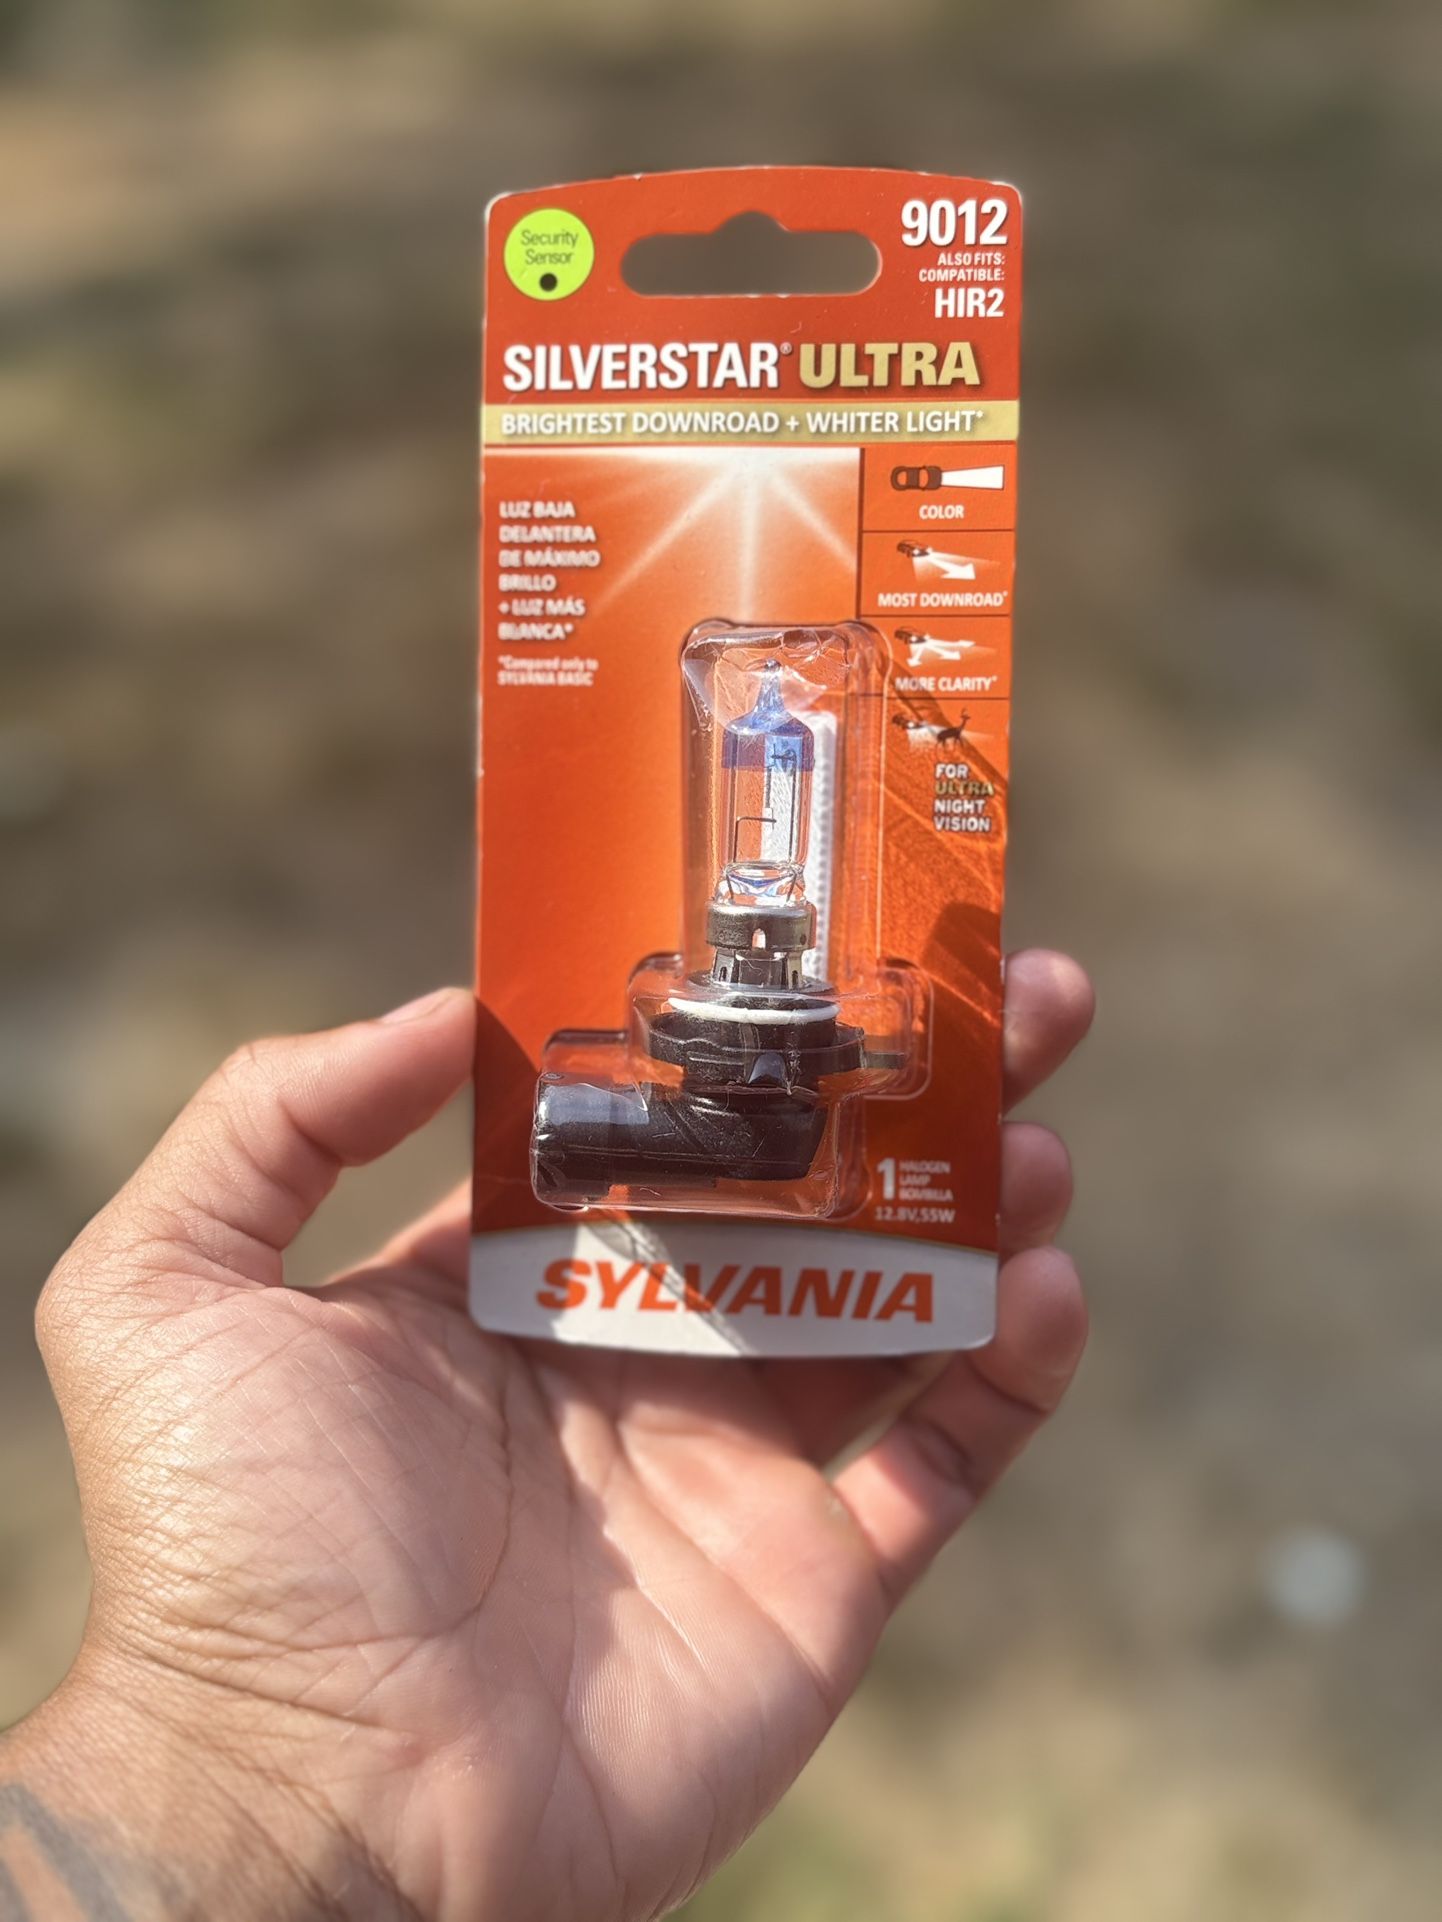 Security
Sensor
9012
ALSO FITS:
COMPATIBLE:
HIR2
SILVERSTAR® ULTRA
BRIGHTEST DOWNROAD + WHITER LIGHT*
LUZ BAJA
DELANTERA
DE MÁXIMO
BRILLO
+ LUZ MÁS
BLANCA*
*Compared only to
SYLVANIA BASIC
COLOR
MOST DOWNROAD*
MORE CLARITY*
FOR
ULTRA
NIGHT
VISION
1 HALOGEN
LAMP
BOMBILLA
12.8V, 55W
SYLVANIA